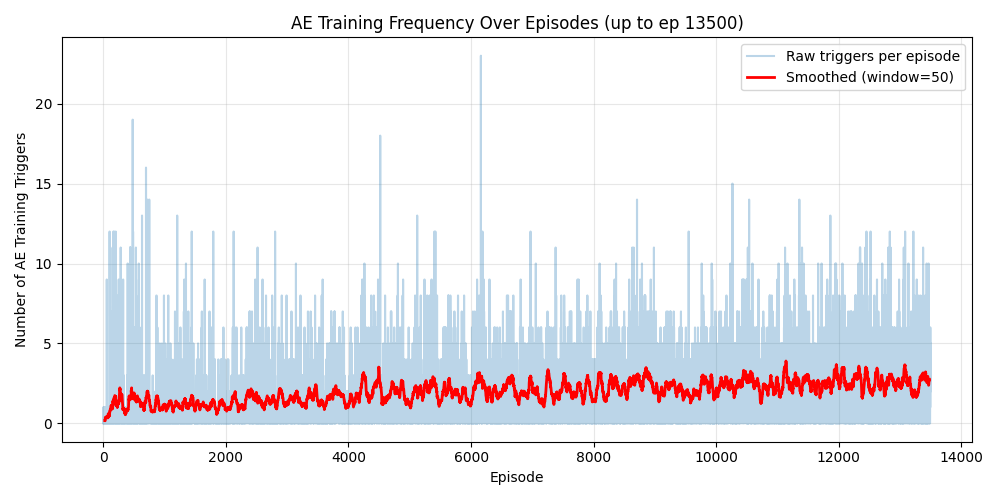 AE Training Frequency Over Episodes (up to ep 13500)
Raw triggers per episode
Smoothed (window=50)
Number of AE Training Triggers
20
15
10
5
0
0 2000 4000 6000 8000 10000 12000 14000
Episode